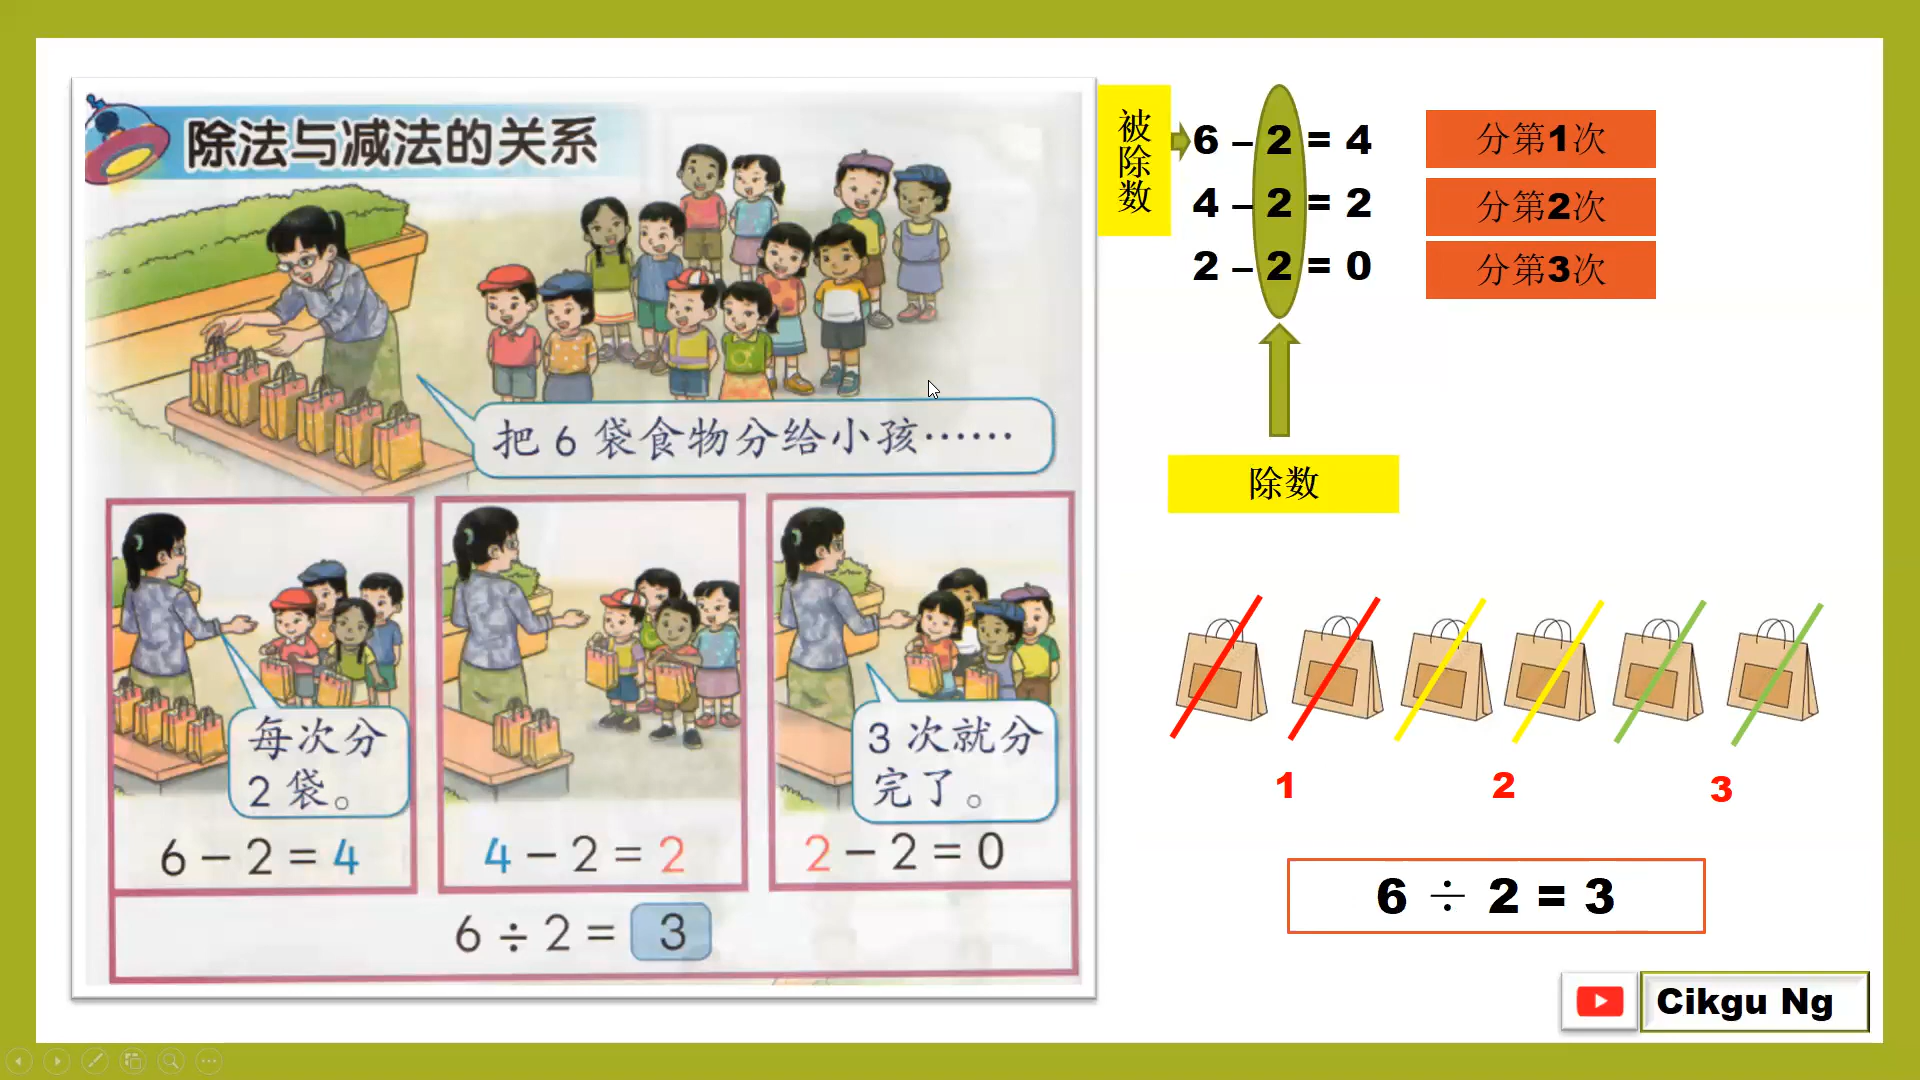 除法与减法的关系
把 6 袋食物分给小孩……
每次分
2 袋。
3 次就分
完了。
6 – 2 = 4
4 – 2 = 2
2 – 2 = 0
6 ÷ 2 = 3
被除数
6 – 2 = 4
分第1次
4 – 2 = 2
分第2次
2 – 2 = 0
分第3次
除数
1
2
3
6 ÷ 2 = 3
Cikgu Ng